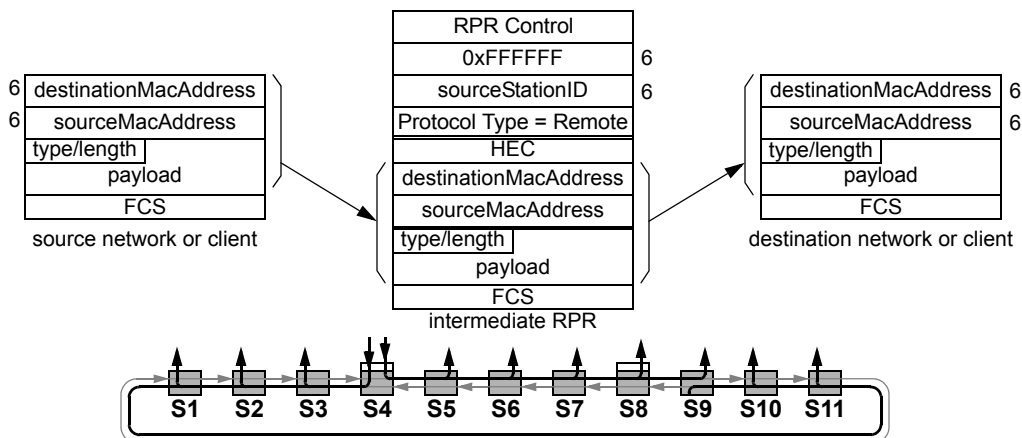 RPR Control
0xFFFFFF 6
sourceStationID 6
Protocol Type = Remote
HEC
destinationMacAddress
sourceMacAddress
type/length
payload
FCS
intermediate RPR
6 destinationMacAddress
6 sourceMacAddress
type/length
payload
FCS
source network or client
destinationMacAddress 6
sourceMacAddress 6
type/length
payload
FCS
destination network or client
S1 S2 S3 S4 S5 S6 S7 S8 S9 S10 S11